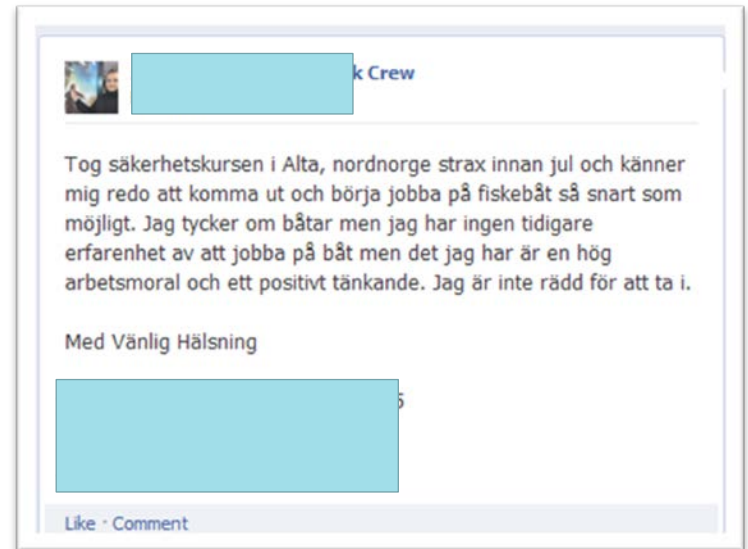 k Crew
Tog säkerhetskursen i Alta, nordnorge strax innan jul och känner
mig redo att komma ut och börja jobba på fiskebåt så snart som
möjligt. Jag tycker om båtar men jag har ingen tidigare
erfarenhet av att jobba på båt men det jag har är en hög
arbetsmoral och ett positivt tänkande. Jag är inte rädd för att ta i.
Med Vänlig Hälsning
Like · Comment